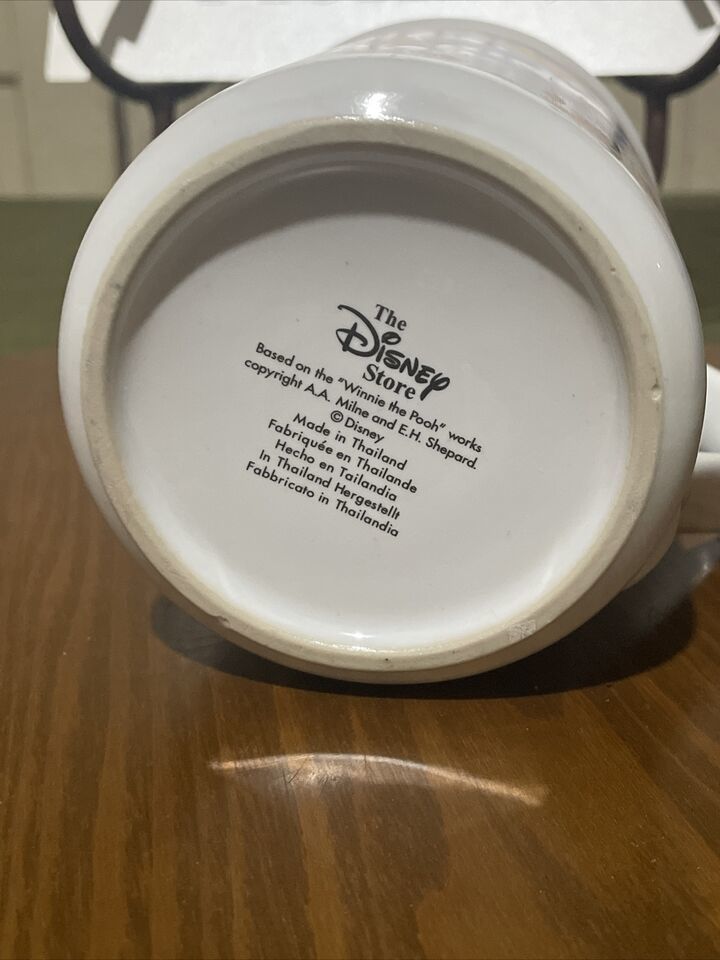 The
Disney
Store
Based on the "Winnie the Pooh" works
copyright A.A. Milne and E.H. Shepard.
© Disney
Made in Thailand
Fabriquée en Thailande
Hecho en Tailandia
In Thailand Hergestellt
Fabbricato in Thailandia